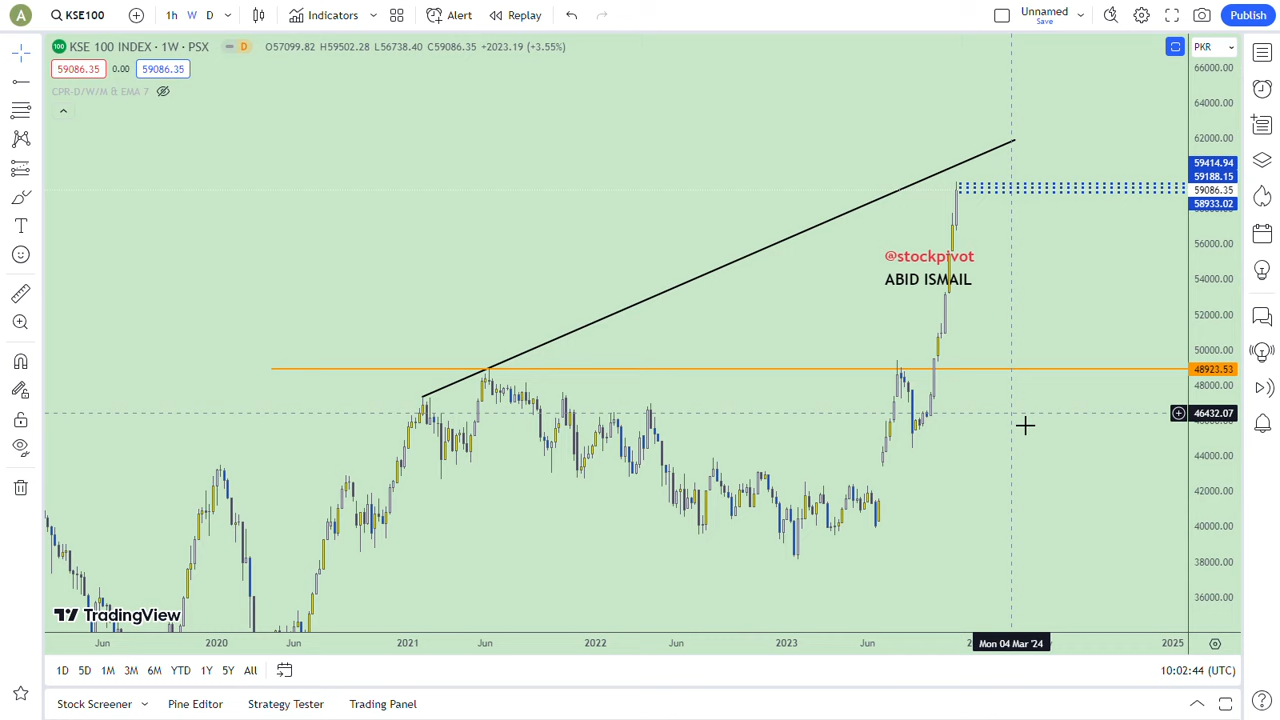 A KSE100 1h W D Indicators Alert Replay Unnamed Save Publish
100 KSE 100 INDEX · 1W · PSX D O57099.82 H59502.28 L56738.40 C59086.35 +2023.19 (+3.55%) PKR
59086.35 0.00 59086.35
CPR-D/W/M & EMA 7
66000.00
64000.00
62000.00
59414.94
59188.15
59086.35
58933.02
58000.00
56000.00
@stockpivot
ABID ISMAIL
54000.00
52000.00
50000.00
48923.53
48000.00
46432.07
44000.00
42000.00
40000.00
38000.00
36000.00
TradingView
Jun 2020 Jun 2021 Jun 2022 Jun 2023 Jun Mon 04 Mar '24 2025
1D 5D 1M 3M 6M YTD 1Y 5Y All 10:02:44 (UTC)
Stock Screener Pine Editor Strategy Tester Trading Panel